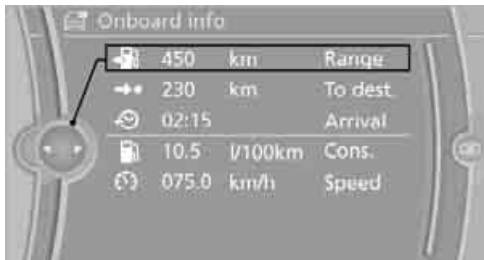 Onboard info
450 km Range
230 km To dest.
02:15 Arrival
10.5 l/100km Cons.
075.0 km/h Speed